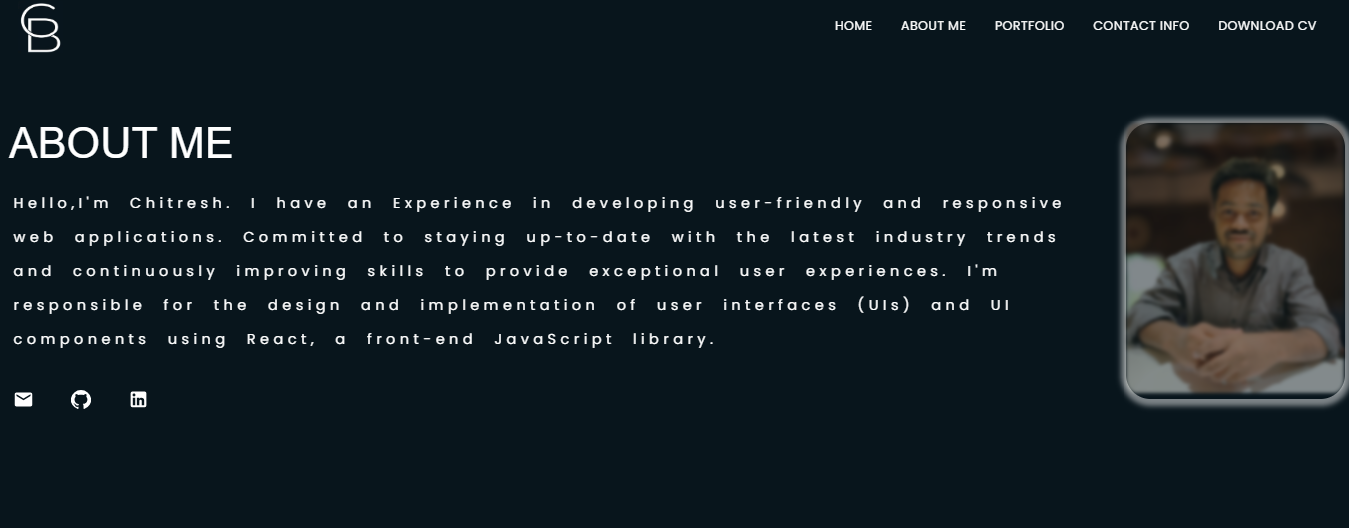 CB
HOME ABOUT ME PORTFOLIO CONTACT INFO DOWNLOAD CV
ABOUT ME
Hello,I'm Chitresh. I have an Experience in developing user-friendly and responsive
web applications. Committed to staying up-to-date with the latest industry trends
and continuously improving skills to provide exceptional user experiences. I'm
responsible for the design and implementation of user interfaces (UIs) and UI
components using React, a front-end JavaScript library.
in